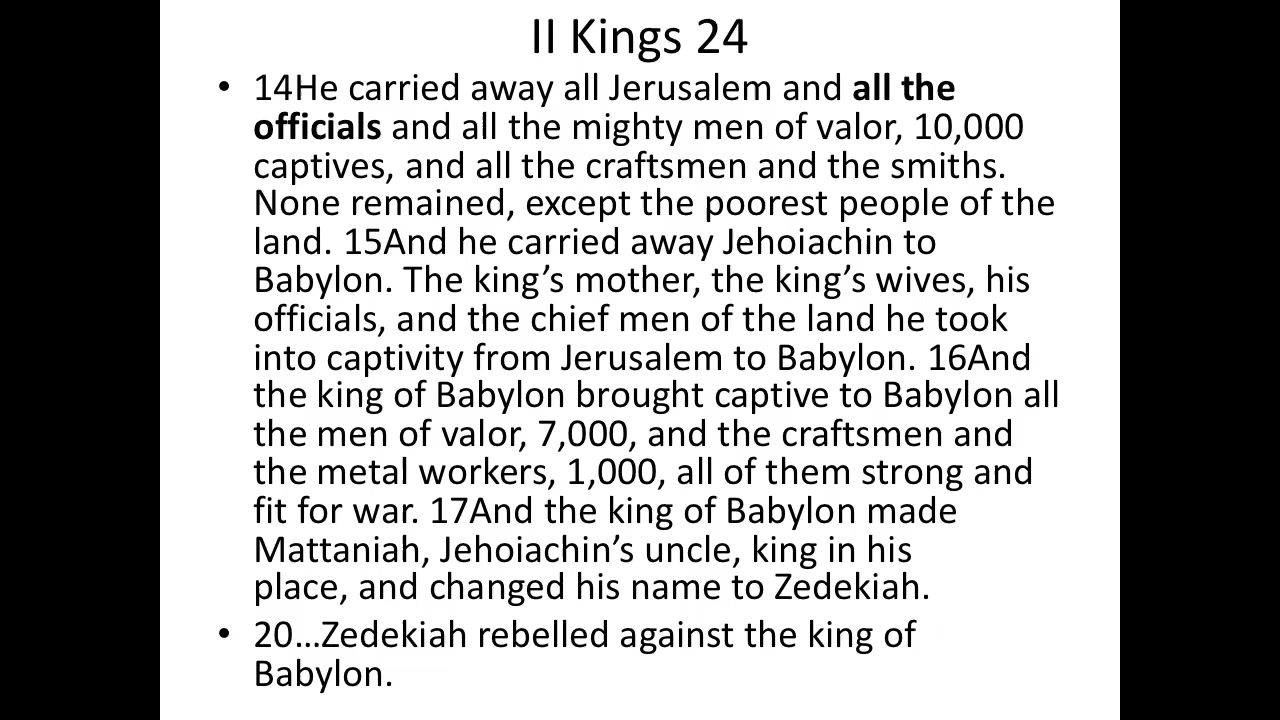 II Kings 24
• 14He carried away all Jerusalem and all the
officials and all the mighty men of valor, 10,000
captives, and all the craftsmen and the smiths.
None remained, except the poorest people of the
land. 15And he carried away Jehoiachin to
Babylon. The king’s mother, the king’s wives, his
officials, and the chief men of the land he took
into captivity from Jerusalem to Babylon. 16And
the king of Babylon brought captive to Babylon all
the men of valor, 7,000, and the craftsmen and
the metal workers, 1,000, all of them strong and
fit for war. 17And the king of Babylon made
Mattaniah, Jehoiachin’s uncle, king in his
place, and changed his name to Zedekiah.
• 20…Zedekiah rebelled against the king of
Babylon.